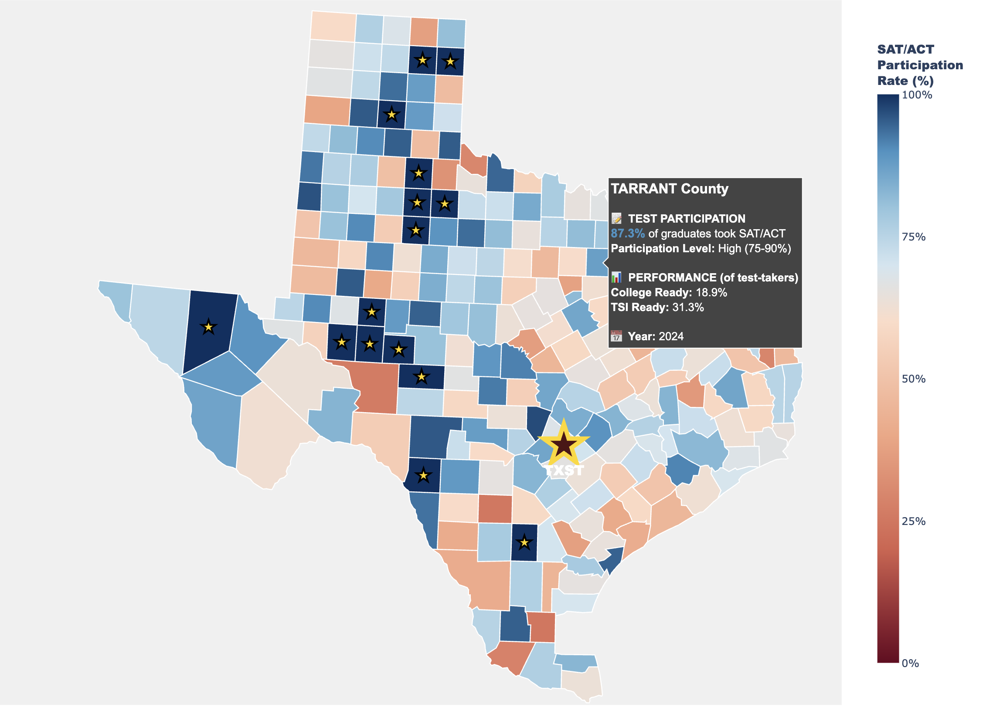 TARRANT County
TEST PARTICIPATION
87.3% of graduates took SAT/ACT
Participation Level: High (75-90%)
PERFORMANCE (of test-takers)
College Ready: 18.9%
TSI Ready: 31.3%
JUL
17
Year: 2024
TXST
SAT/ACT
Participation
Rate (%)
100%
75%
50%
25%
0%